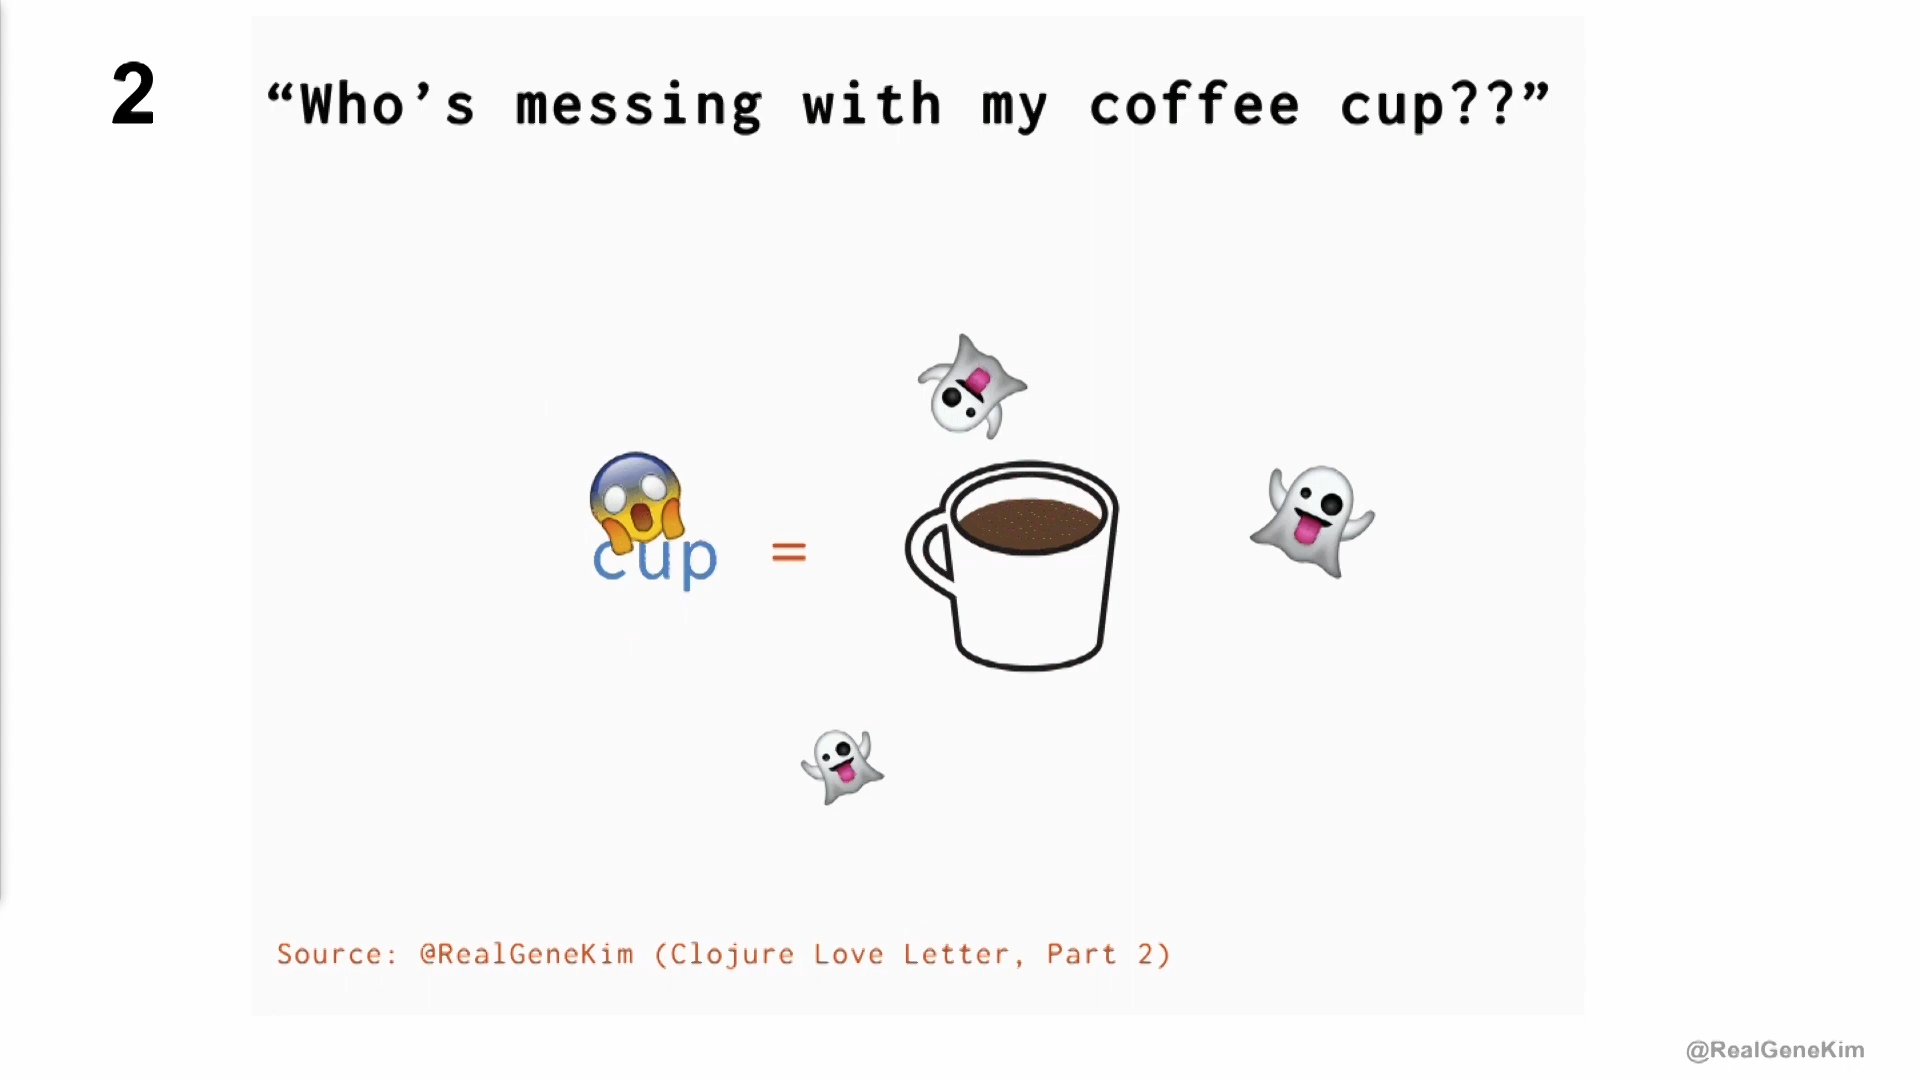 2
“Who’s messing with my coffee cup??”
cup =
Source: @RealGeneKim (Clojure Love Letter, Part 2)
@RealGeneKim